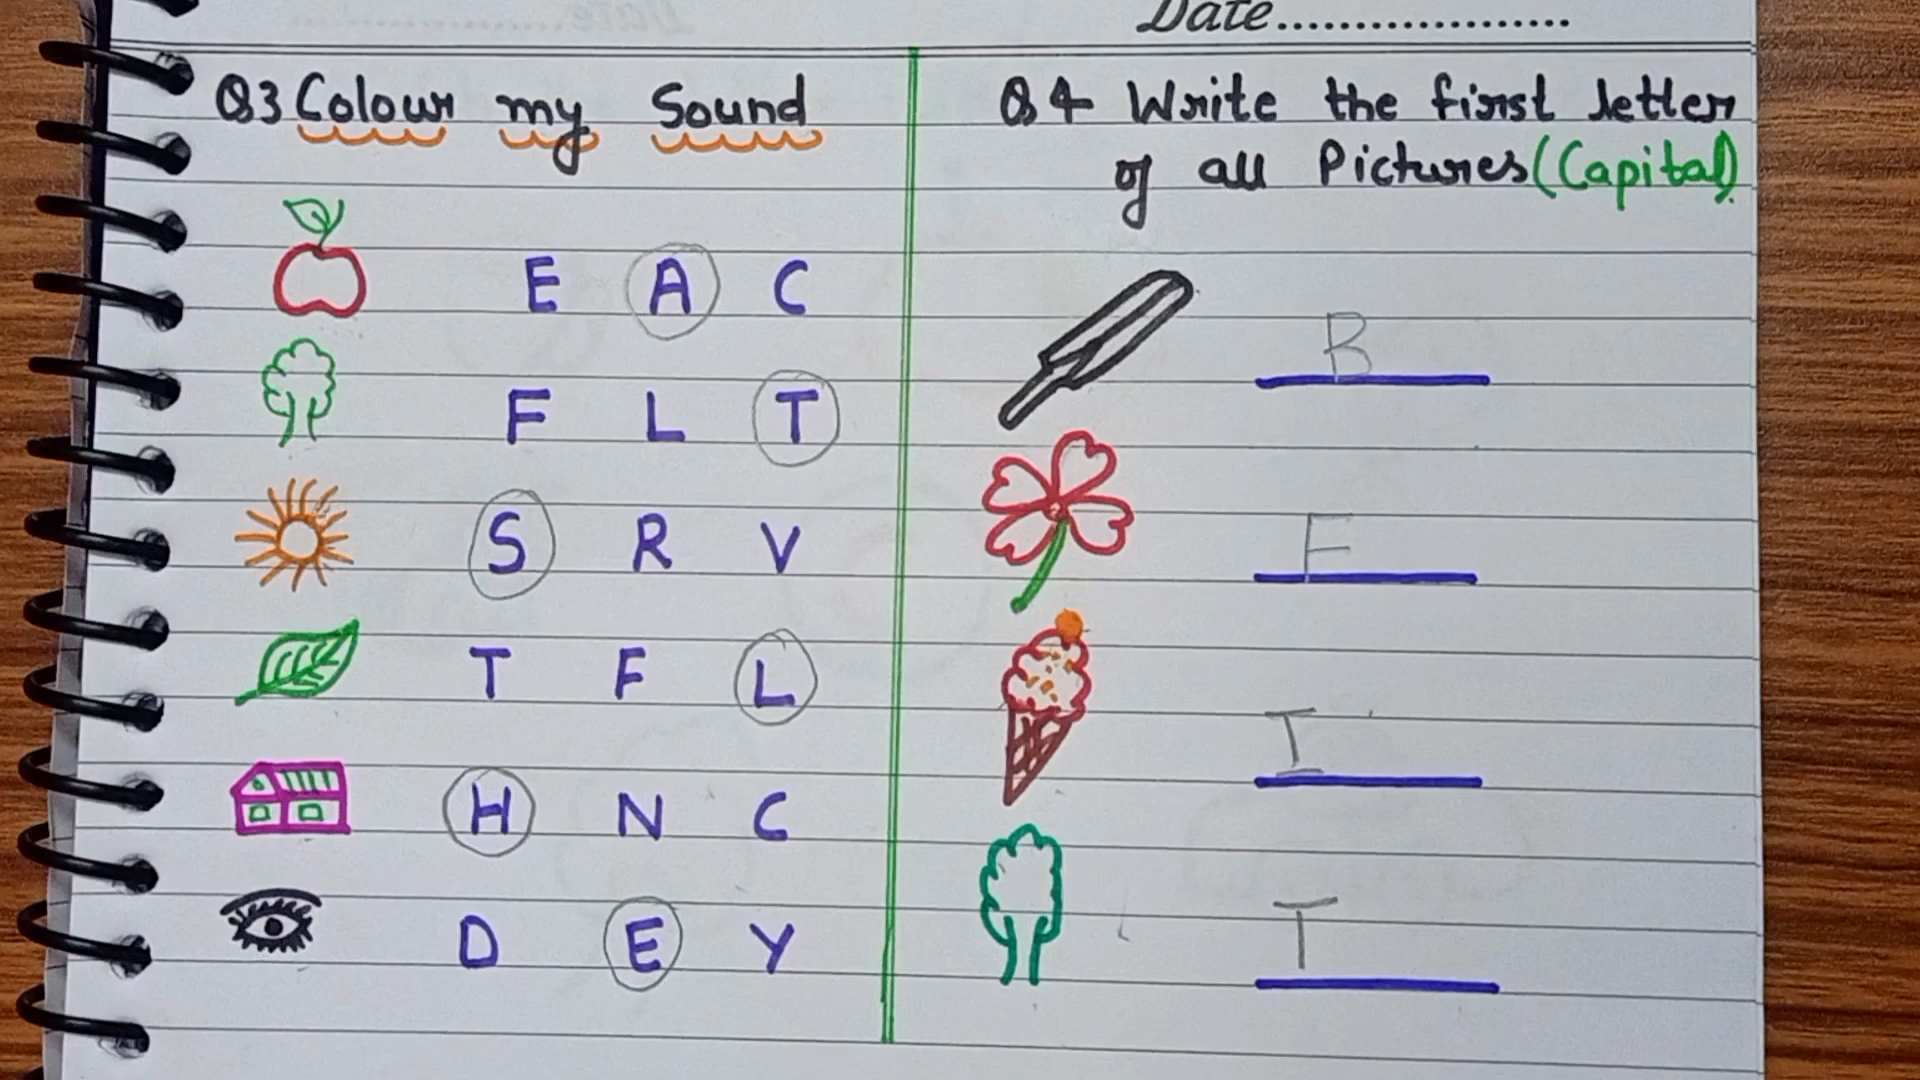 Date...................
Q3 Colour my Sound
E A C
F L T
S R V
T F L
H N C
D E Y
Q4 Write the first letter
of all Pictures (Capital)
B
F
I
T